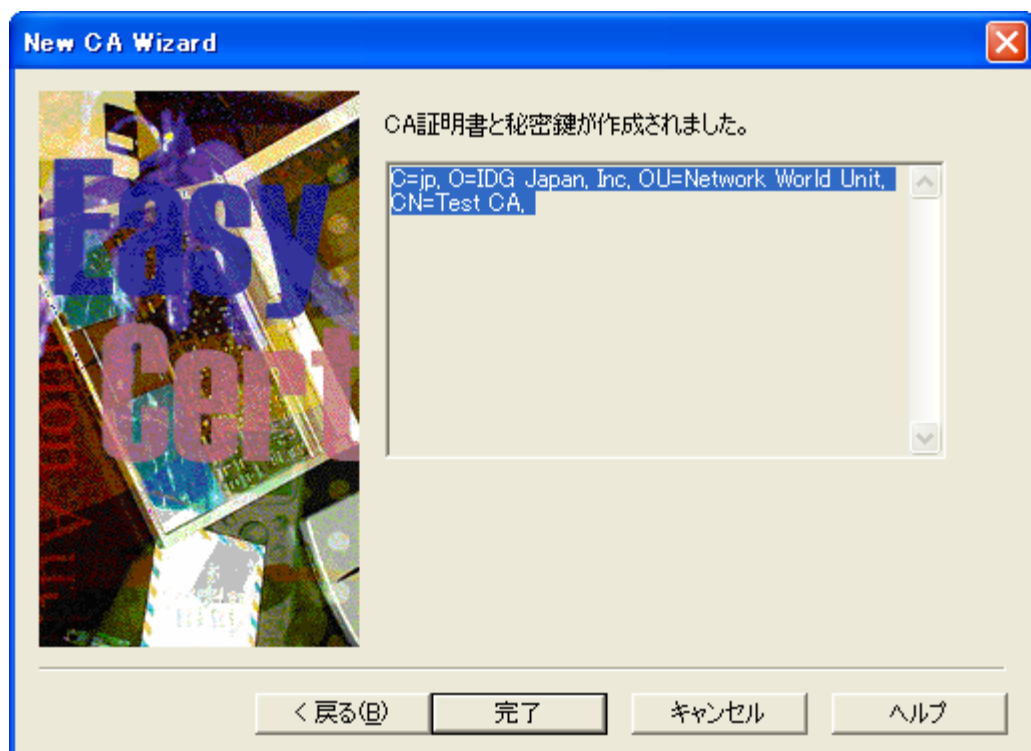 New CA Wizard
CA証明書と秘密鍵が作成されました。
C=jp, O=IDG Japan, Inc, OU=Network World Unit,
CN=Test CA,
Easy
Cert
< 戻る(B)
完了
キャンセル
ヘルプ